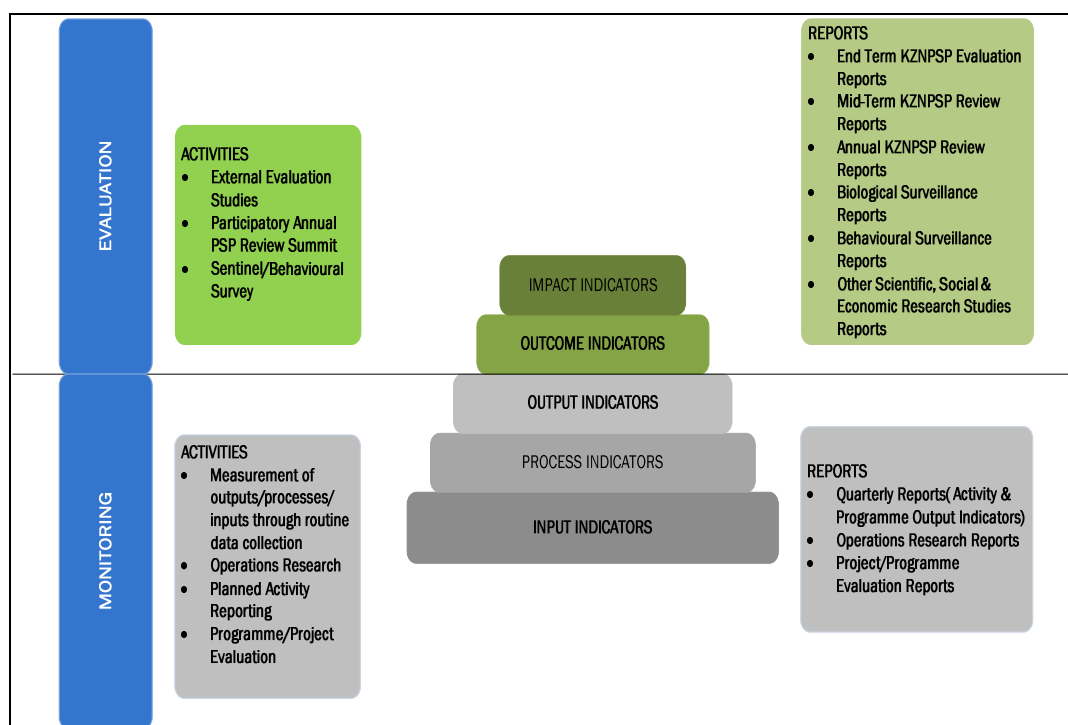 EVALUATION
ACTIVITIES
• External Evaluation
Studies
• Participatory Annual
PSP Review Summit
• Sentinel/Behavioural
Survey
IMPACT INDICATORS
OUTCOME INDICATORS
REPORTS
• End Term KZNPSP Evaluation
Reports
• Mid-Term KZNPSP Review
Reports
• Annual KZNPSP Review
Reports
• Biological Surveillance
Reports
• Behavioural Surveillance
Reports
• Other Scientific, Social &
Economic Research Studies
Reports
MONITORING
ACTIVITIES
• Measurement of
outputs/processes/
inputs through routine
data collection
• Operations Research
• Planned Activity
Reporting
• Programme/Project
Evaluation
OUTPUT INDICATORS
PROCESS INDICATORS
INPUT INDICATORS
REPORTS
• Quarterly Reports( Activity &
Programme Output Indicators)
• Operations Research Reports
• Project/Programme
Evaluation Reports